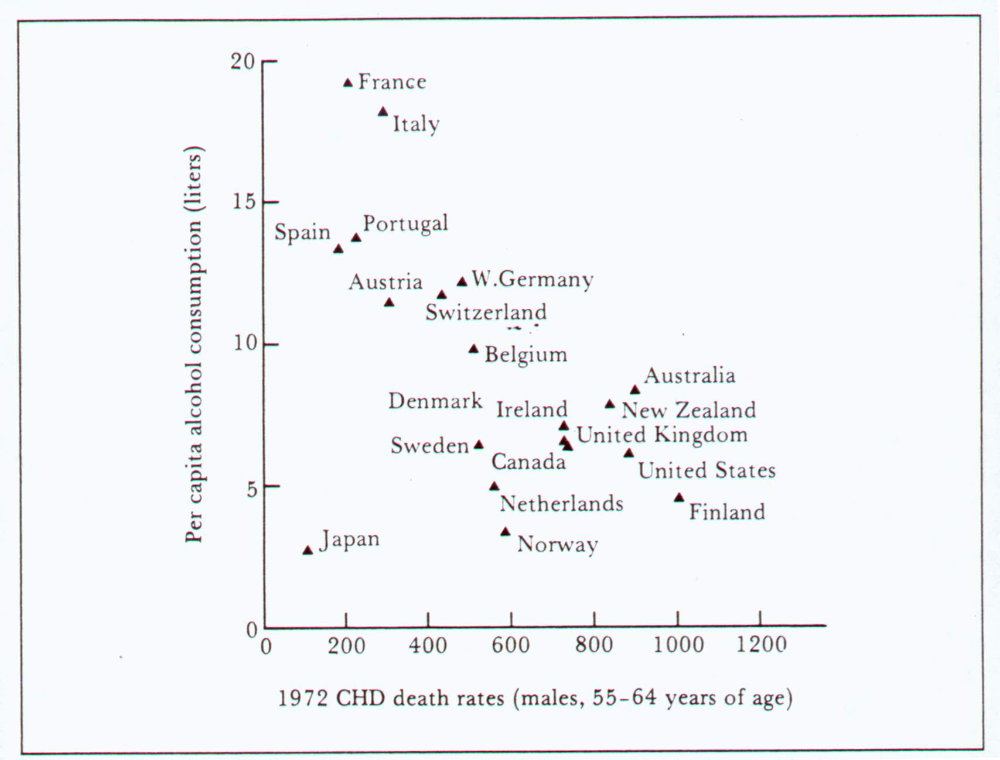 20
France
Italy
15
Portugal
Spain
W.Germany
Austria
Switzerland
10
Belgium
Australia
Denmark
Ireland
New Zealand
United Kingdom
Sweden
Canada
United States
5
Netherlands
Finland
Japan
Norway
0
0 200 400 600 800 1000 1200
Per capita alcohol consumption (liters)
1972 CHD death rates (males, 55-64 years of age)